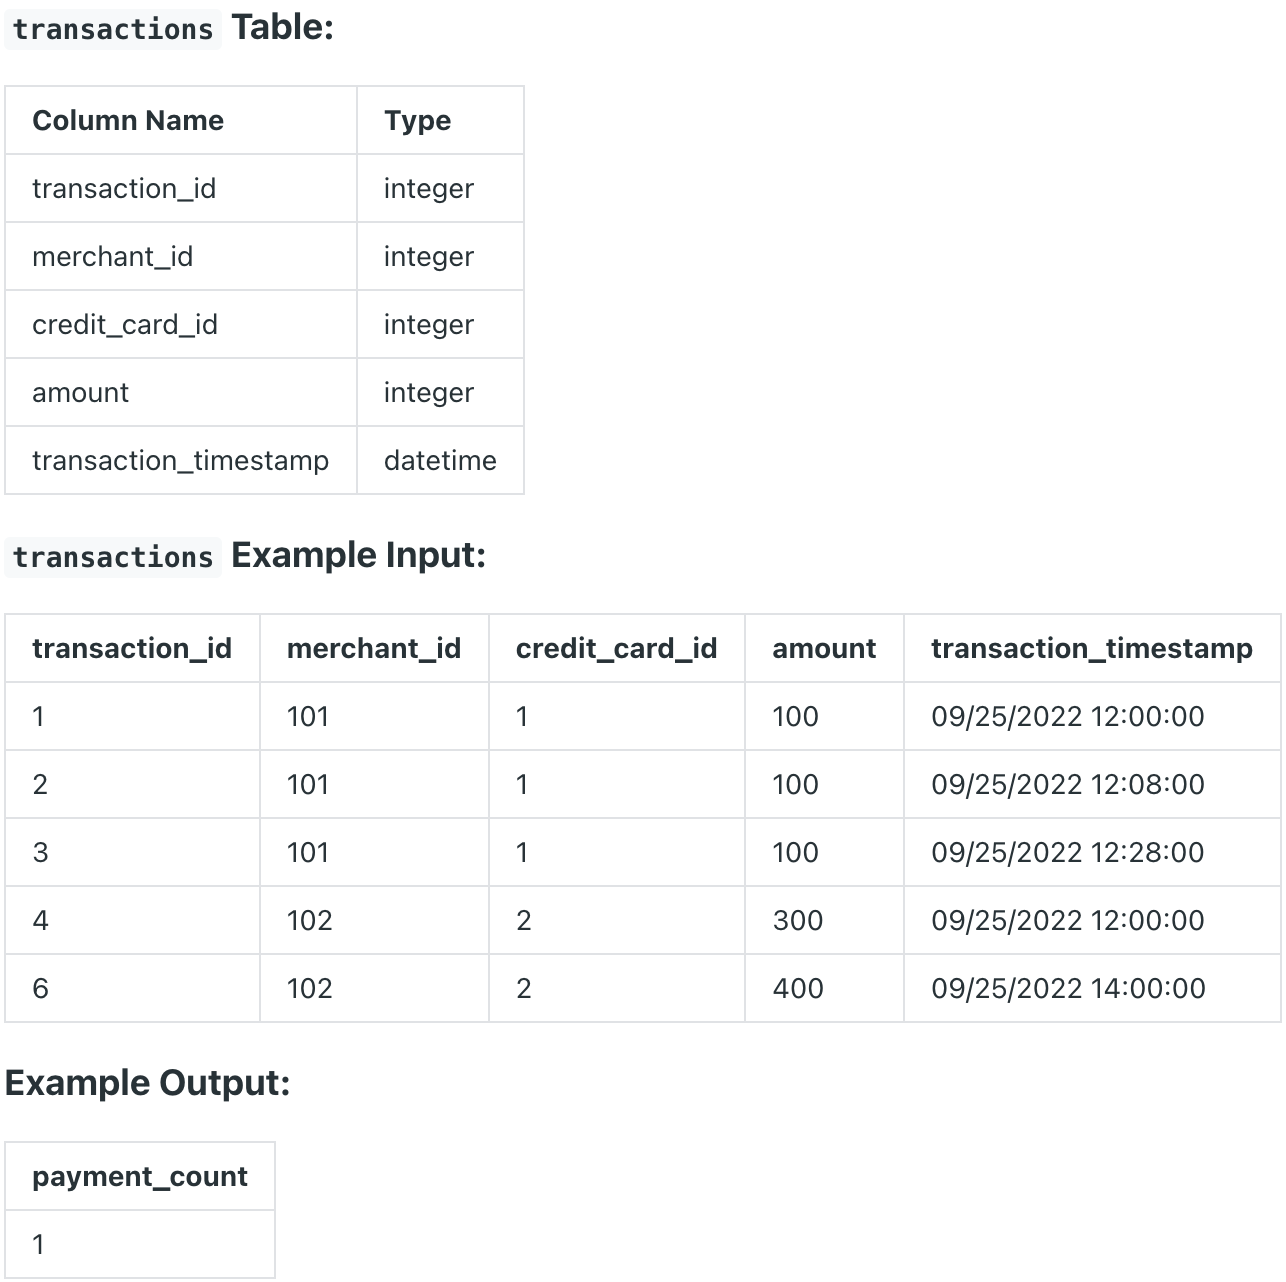 transactions Table:
Column Name Type
transaction_id integer
merchant_id integer
credit_card_id integer
amount integer
transaction_timestamp datetime
transactions Example Input:
transaction_id merchant_id credit_card_id amount transaction_timestamp
1 101 1 100 09/25/2022 12:00:00
2 101 1 100 09/25/2022 12:08:00
3 101 1 100 09/25/2022 12:28:00
4 102 2 300 09/25/2022 12:00:00
6 102 2 400 09/25/2022 14:00:00
Example Output:
payment_count
1